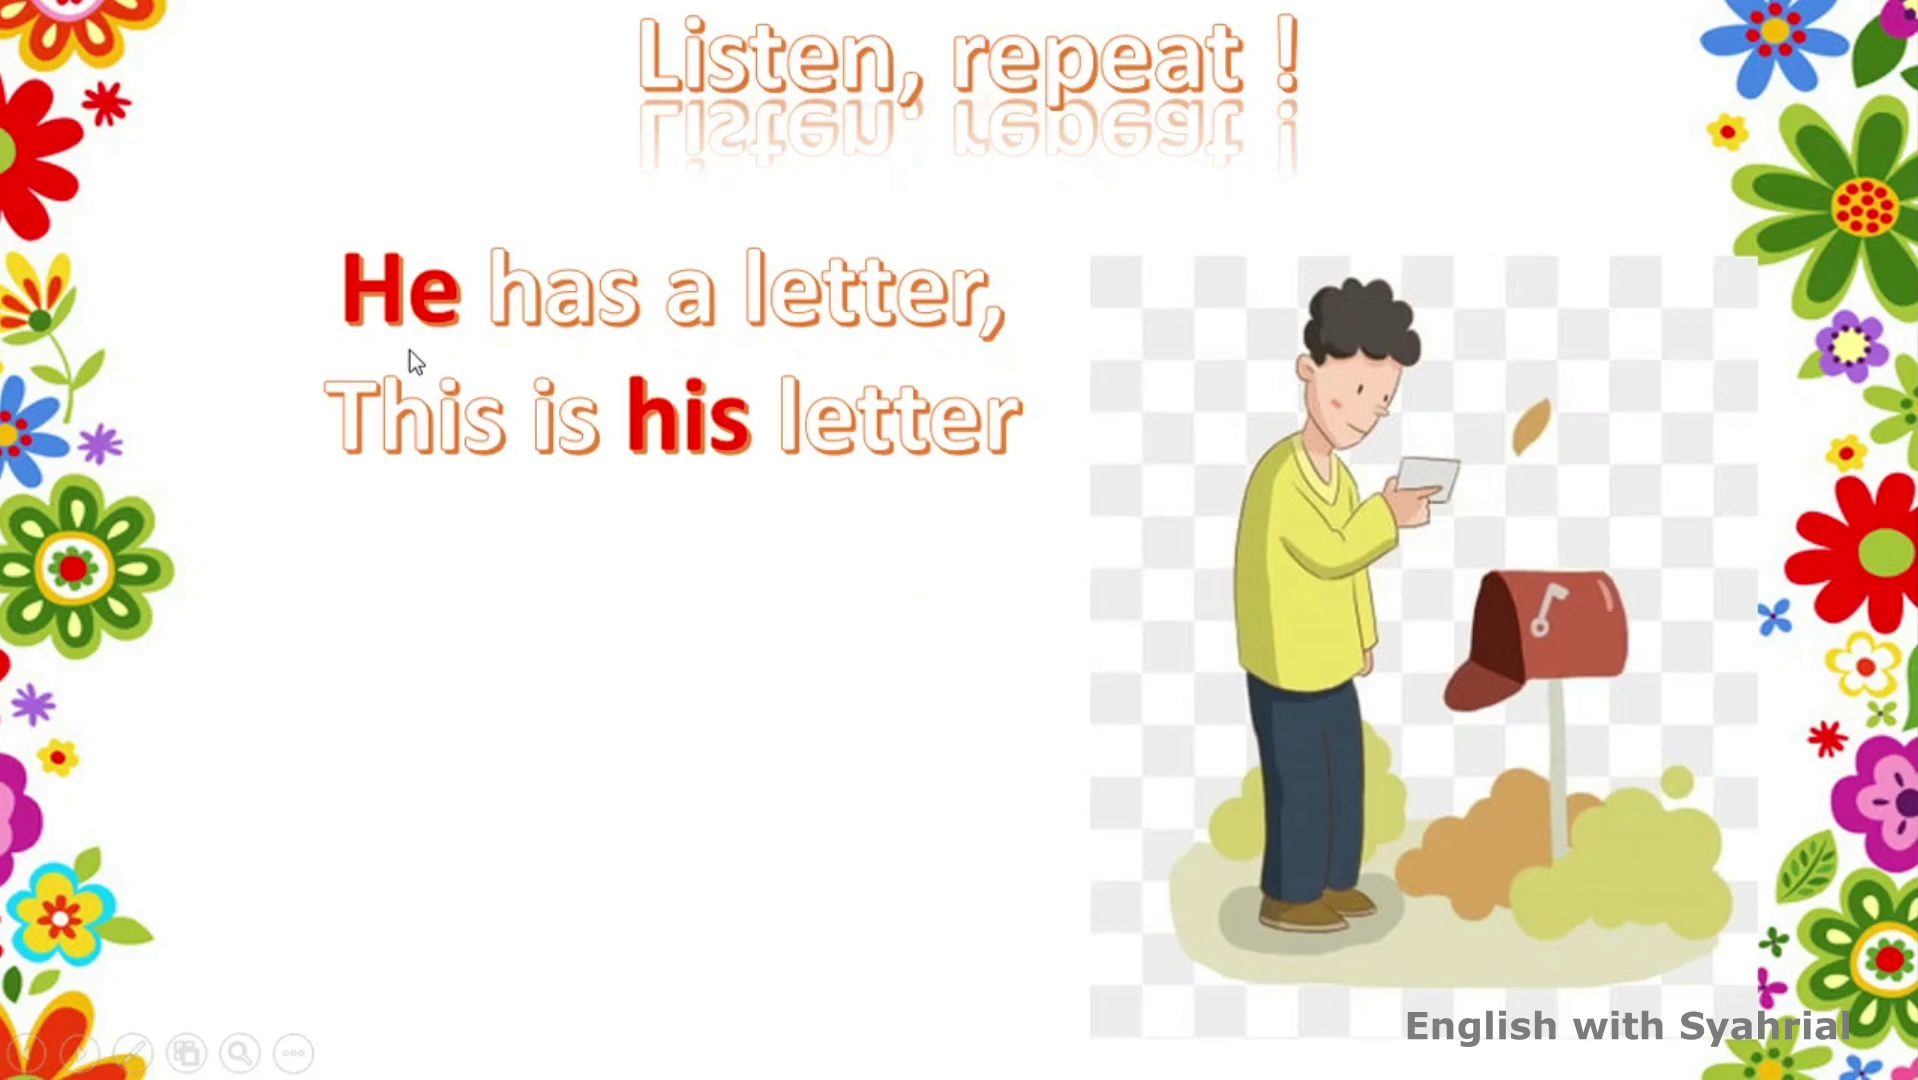 Listen, repeat !
He has a letter,
This is his letter
English with Syahrial